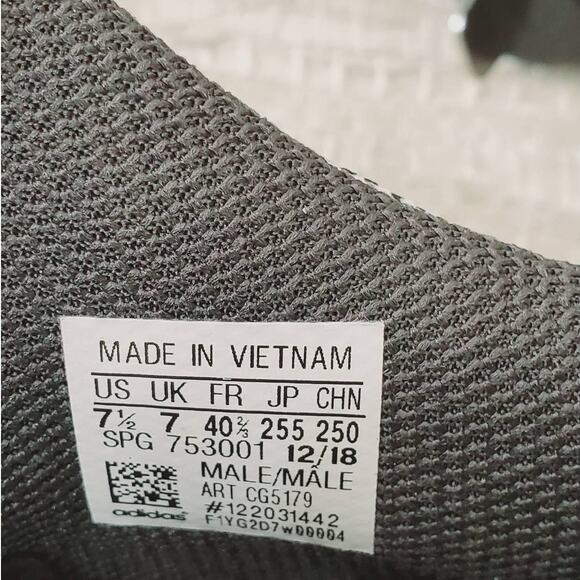 MADE IN VIETNAM
US UK FR JP CHN
7½ 7 40⅔ 255 250
SPG 753001 12/18
MALE/MÂLE
ART CG5179
#122031442
adidas F1YG2D7W00004